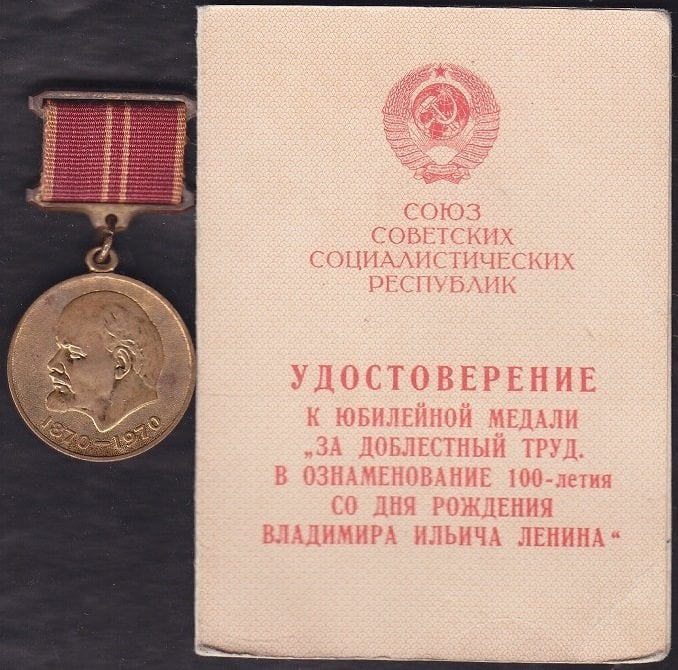 1870-1970
СОЮЗ
СОВЕТСКИХ
СОЦИАЛИСТИЧЕСКИХ
РЕСПУБЛИК
УДОСТОВЕРЕНИЕ
К ЮБИЛЕЙНОЙ МЕДАЛИ
„ЗА ДОБЛЕСТНЫЙ ТРУД.
В ОЗНАМЕНОВАНИЕ 100-летия
СО ДНЯ РОЖДЕНИЯ
ВЛАДИМИРА ИЛЬИЧА ЛЕНИНА“